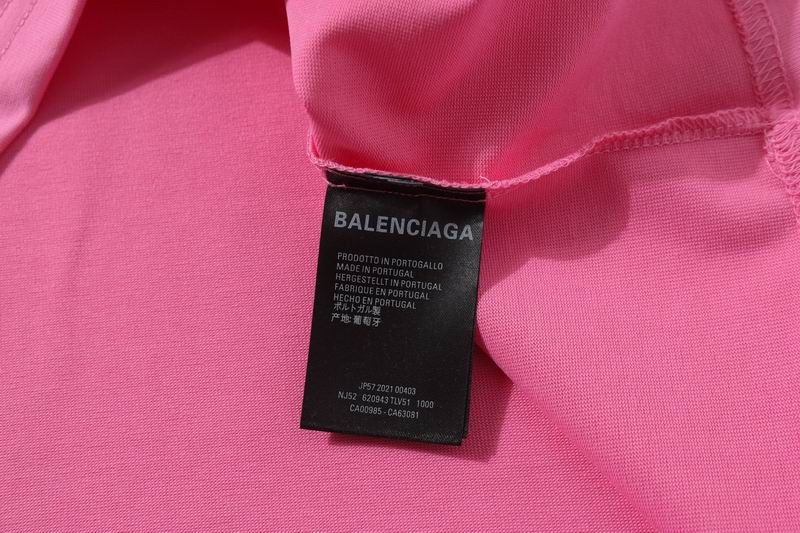 BALENCIAGA
PRODOTTO IN PORTOGALLO
MADE IN PORTUGAL
HERGESTELLT IN PORTUGAL
FABRIQUE EN PORTUGAL
HECHO EN PORTUGAL
ポルトガル製
产地:葡萄牙
JP57 2021 00403
NJ52 620943 TLV51 1000
CA00985 - CA63081